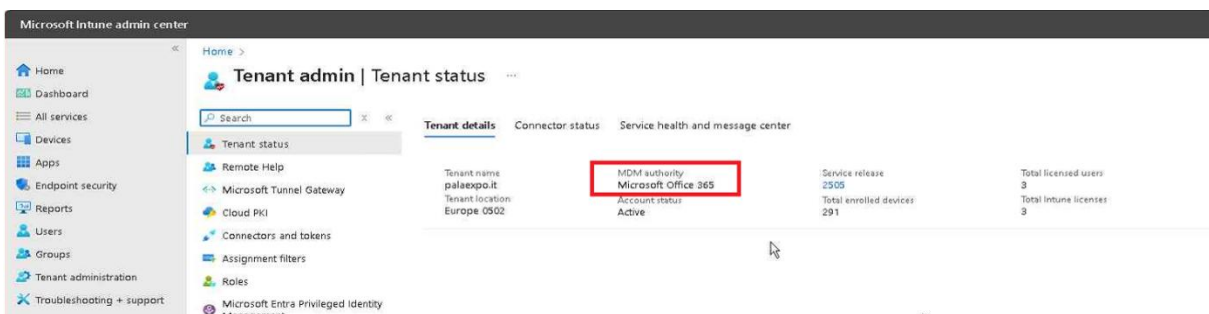 Microsoft Intune admin center
«
Home
Dashboard
All services
Devices
Apps
Endpoint security
Reports
Users
Groups
Tenant administration
Troubleshooting + support
Home >
Tenant admin | Tenant status ...
Search
«
Tenant status
Remote Help
Microsoft Tunnel Gateway
Cloud PKI
Connectors and tokens
Assignment filters
Roles
Microsoft Entra Privileged Identity
Tenant details Connector status Service health and message center
Tenant name
palaexpo.it
Tenant location
Europe 0502
MDM authority
Microsoft Office 365
Account status
Active
Service release
2505
Total enrolled devices
291
Total licensed users
3
Total Intune licenses
3